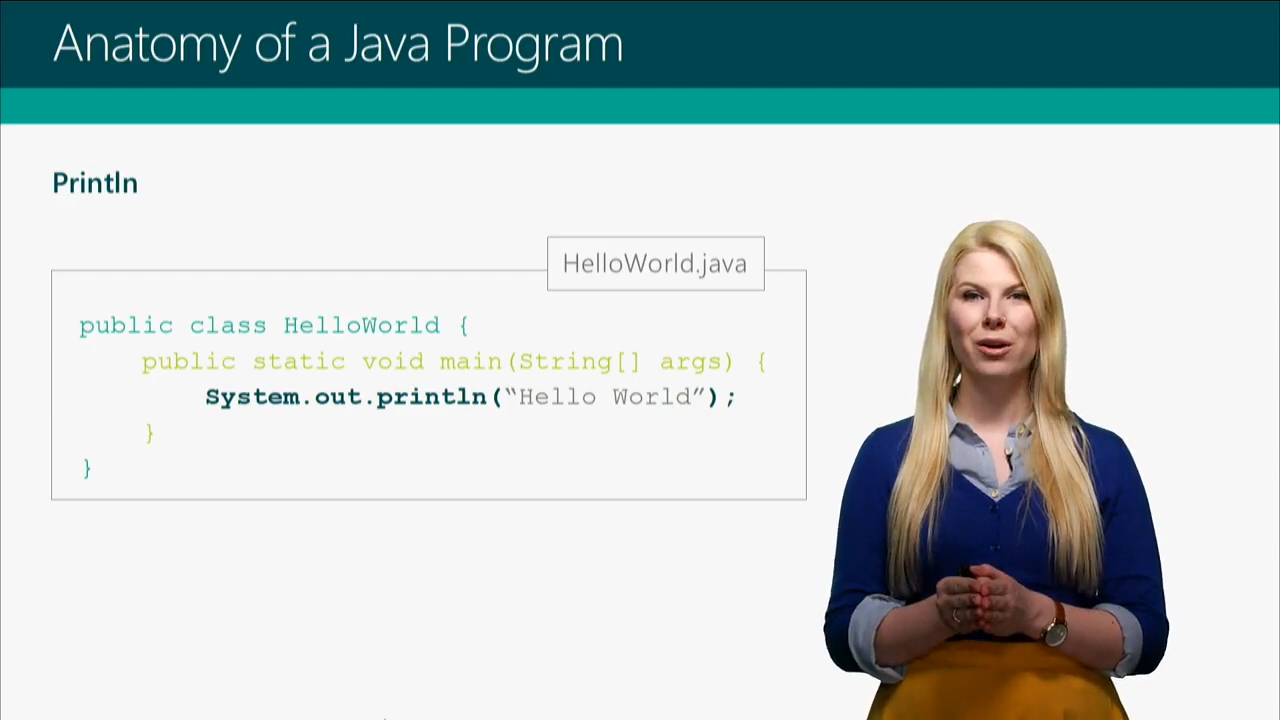 Anatomy of a Java Program
Println
HelloWorld.java
public class HelloWorld {
public static void main(String[] args) {
System.out.println(“Hello World”);
}
}